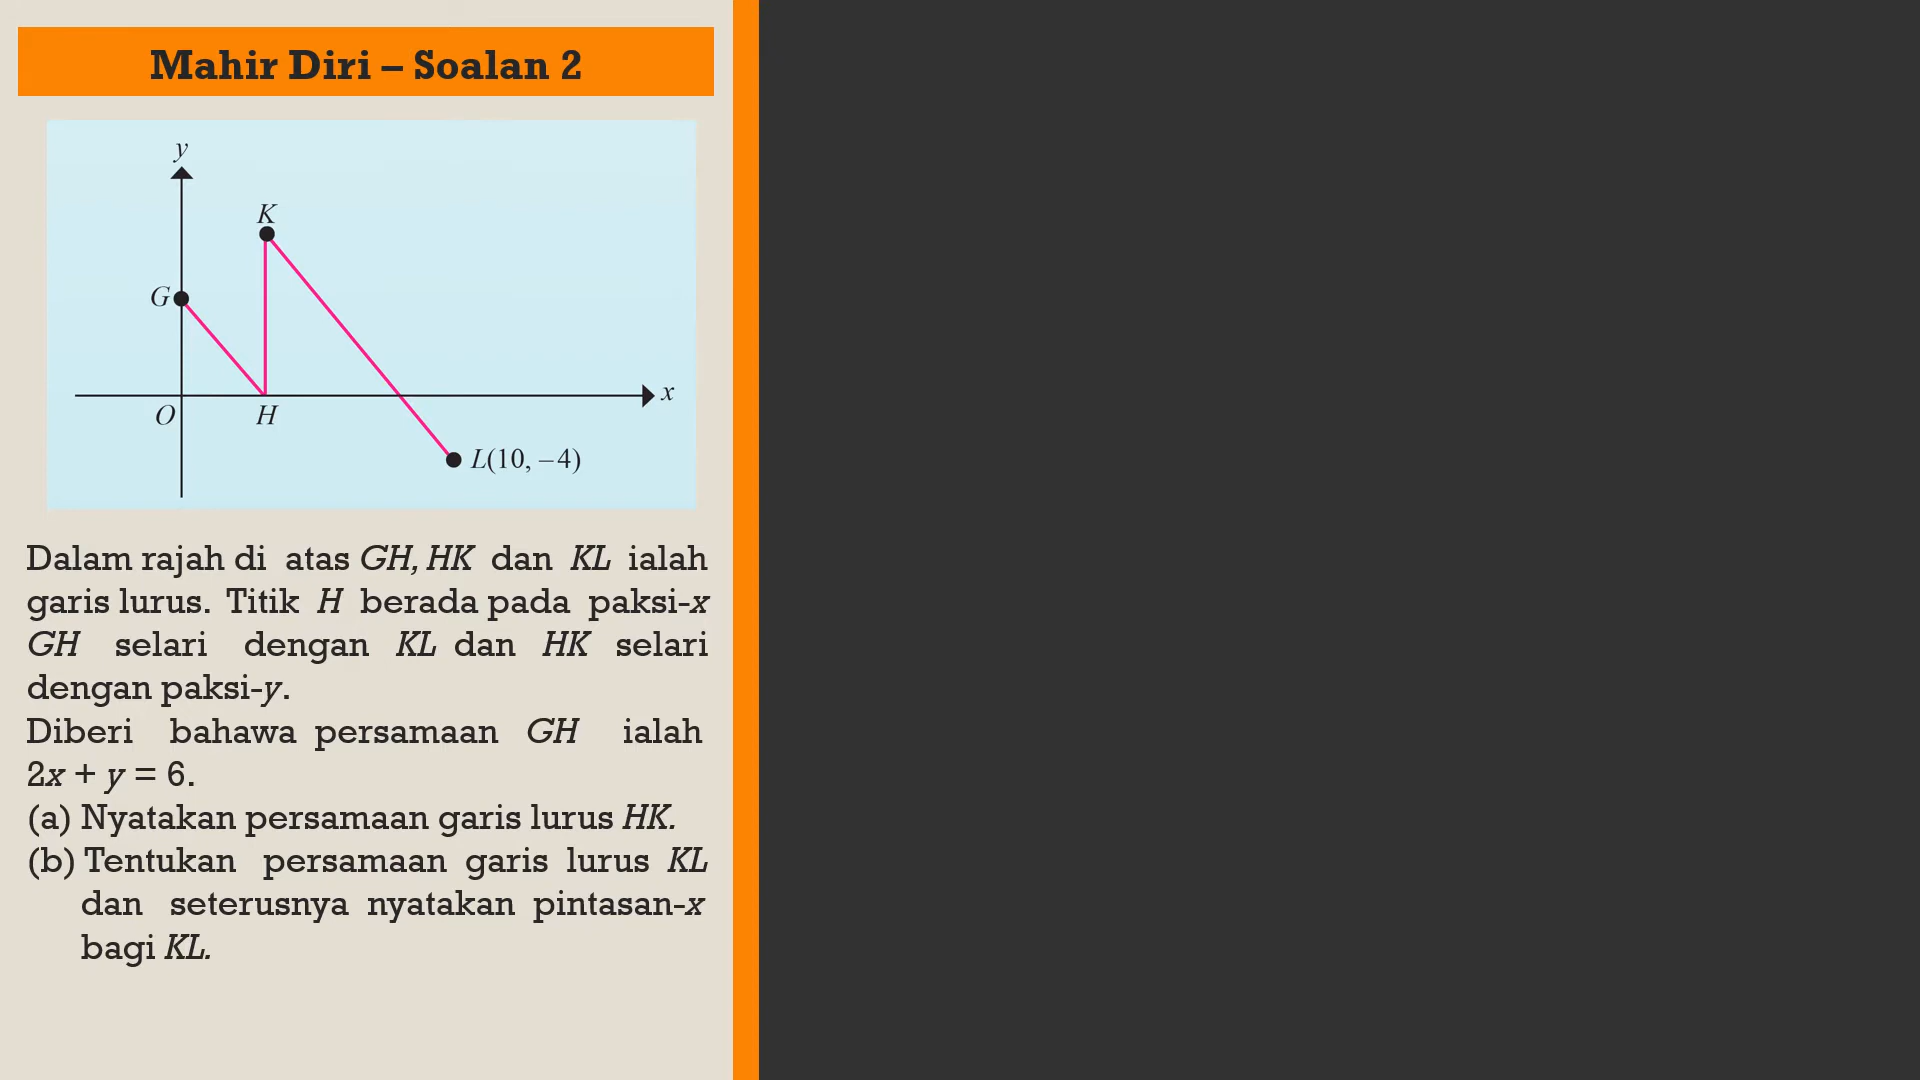 Mahir Diri – Soalan 2
y
K
G
x
O
H
L(10, –4)
Dalam rajah di atas GH, HK dan KL ialah
garis lurus. Titik H berada pada paksi-x
GH selari dengan KL dan HK selari
dengan paksi-y.
Diberi bahawa persamaan GH ialah
2x + y = 6.
(a) Nyatakan persamaan garis lurus HK.
(b) Tentukan persamaan garis lurus KL
dan seterusnya nyatakan pintasan-x
bagi KL.